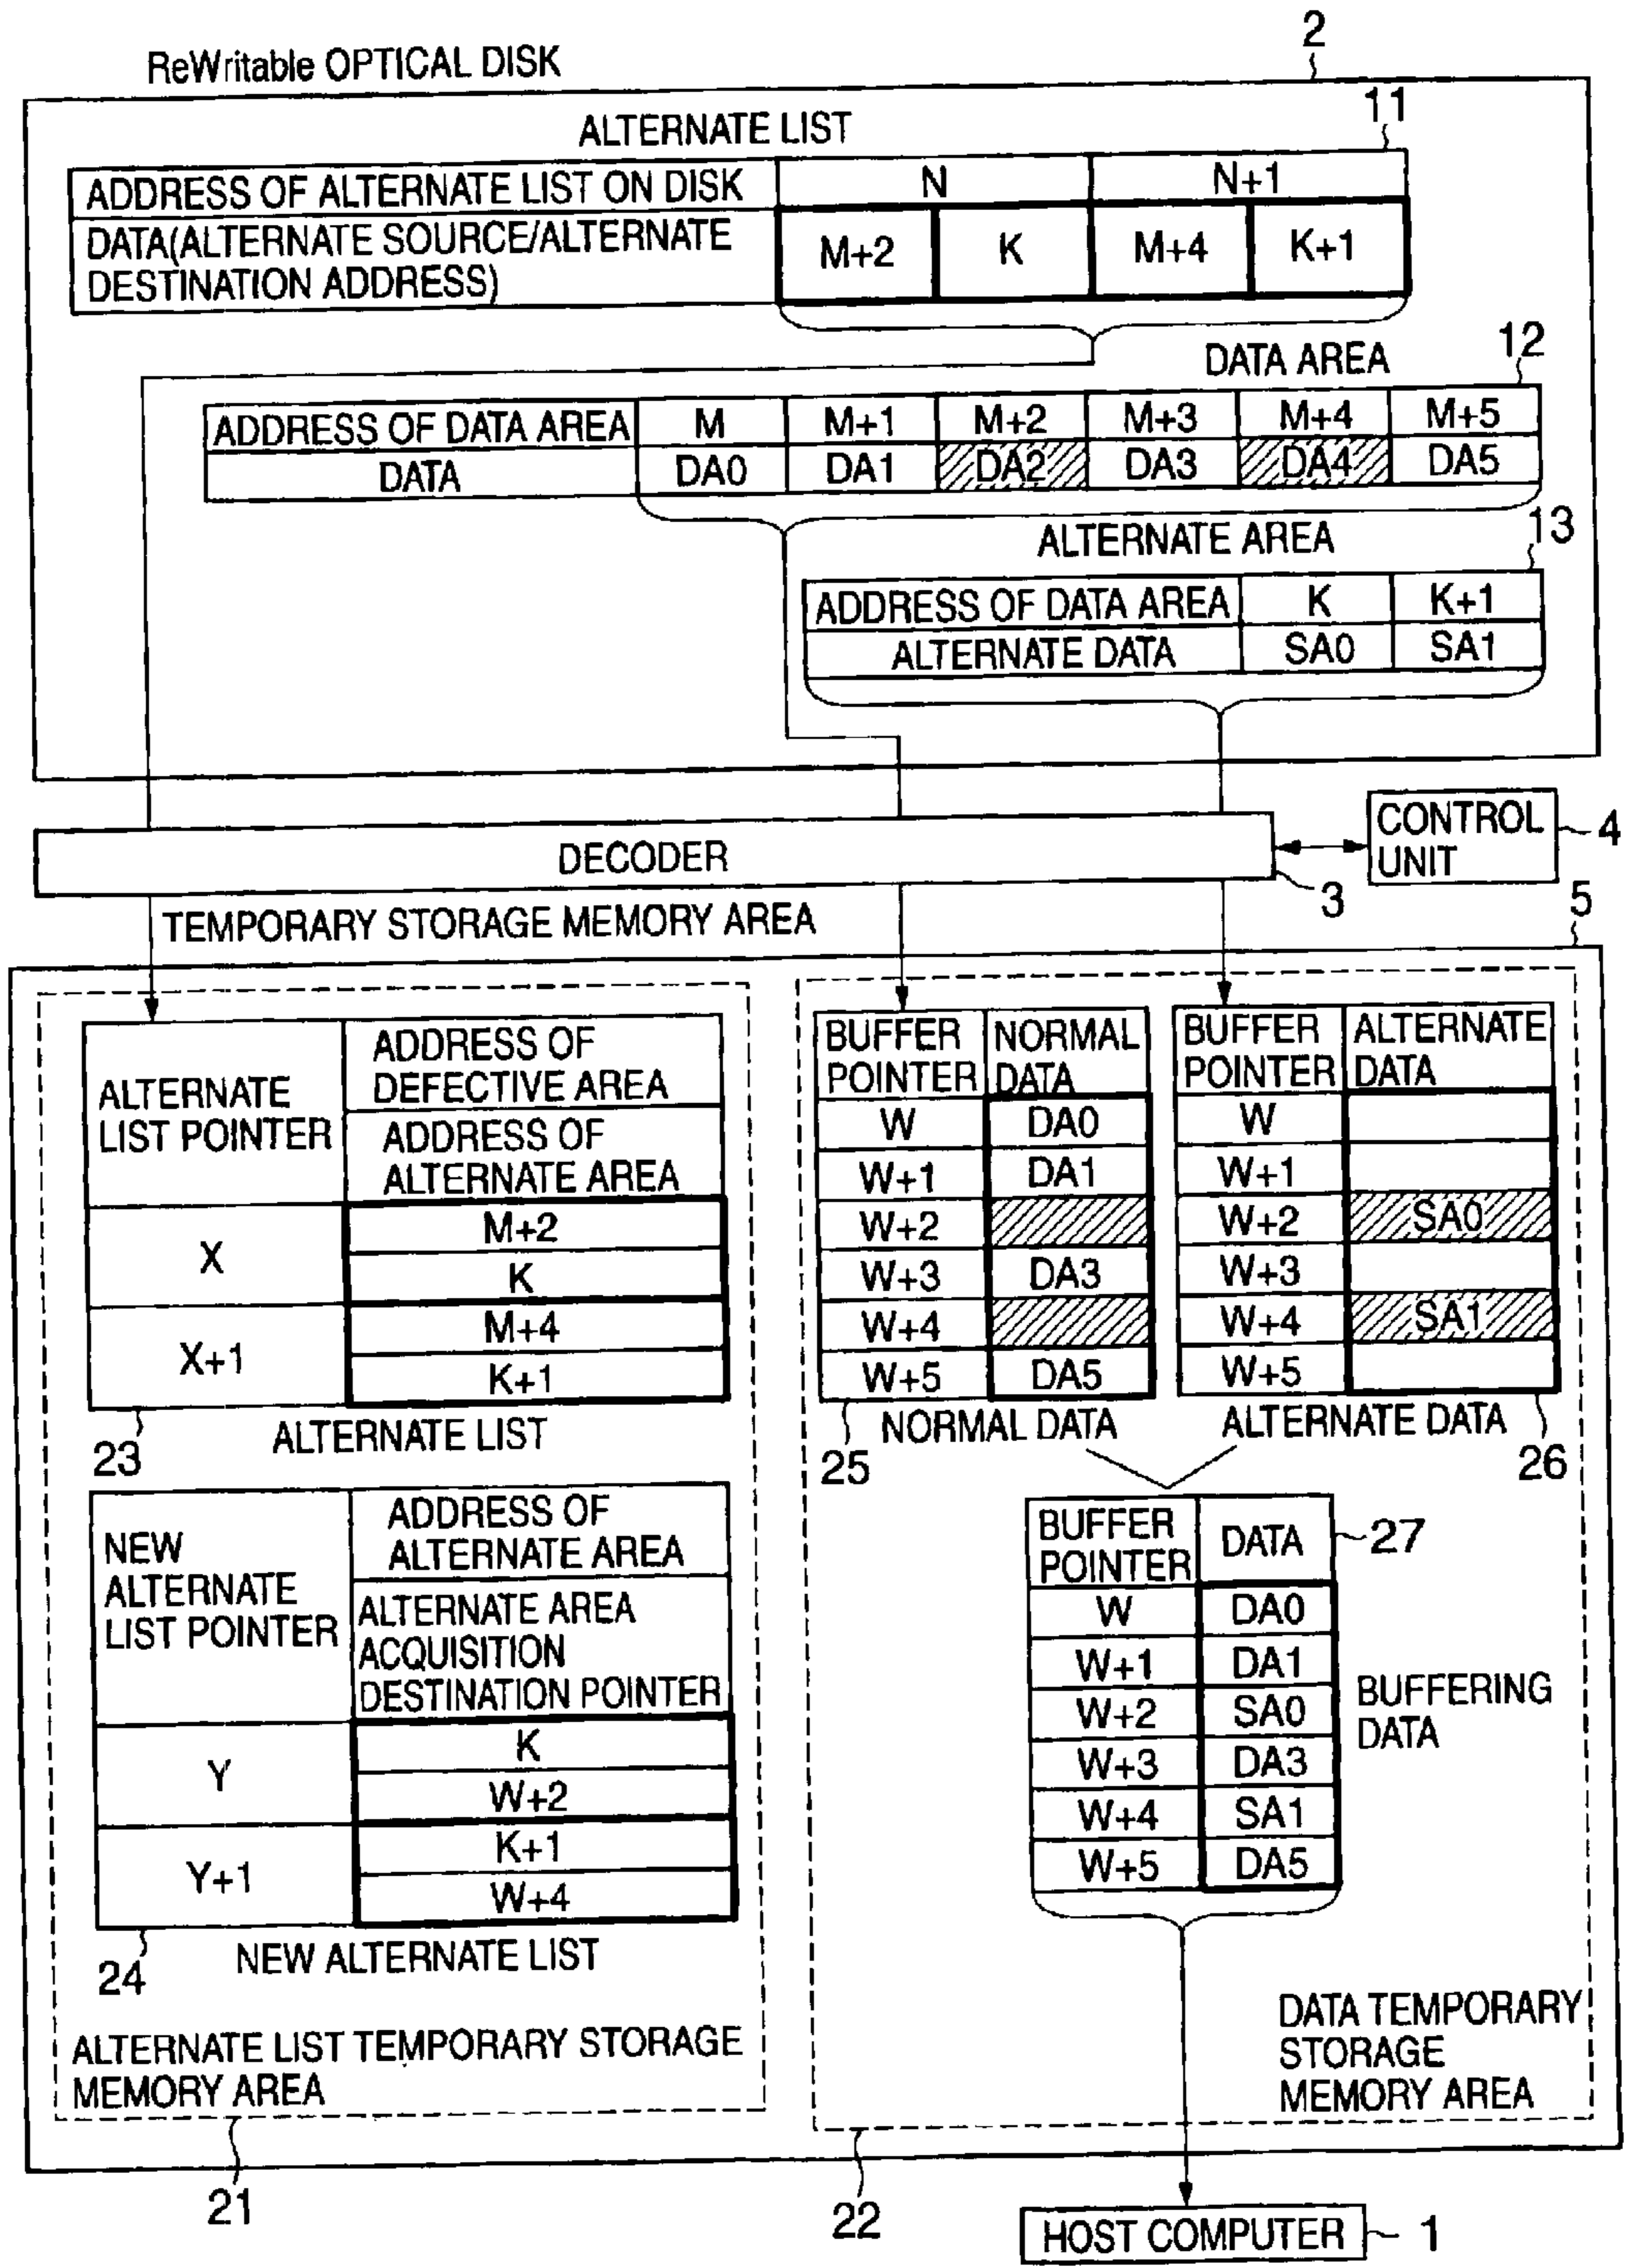 2
ReWritable OPTICAL DISK
11
ALTERNATE LIST
ADDRESS OF ALTERNATE LIST ON DISK N N+1
DATA(ALTERNATE SOURCE/ALTERNATE
DESTINATION ADDRESS) M+2 K M+4 K+1
12
DATA AREA
ADDRESS OF DATA AREA M M+1 M+2 M+3 M+4 M+5
DATA DA0 DA1 DA2 DA3 DA4 DA5
13
ALTERNATE AREA
ADDRESS OF DATA AREA K K+1
ALTERNATE DATA SA0 SA1
DECODER
3
CONTROL
UNIT
4
TEMPORARY STORAGE MEMORY AREA
5
ALTERNATE
LIST POINTER
ADDRESS OF
DEFECTIVE AREA
ADDRESS OF
ALTERNATE AREA
X
M+2
K
X+1
M+4
K+1
23
ALTERNATE LIST
NEW
ALTERNATE
LIST POINTER
ADDRESS OF
ALTERNATE AREA
ALTERNATE AREA
ACQUISITION
DESTINATION POINTER
Y
K
W+2
Y+1
K+1
W+4
24
NEW ALTERNATE LIST
ALTERNATE LIST TEMPORARY STORAGE
MEMORY AREA
21
BUFFER
POINTER
NORMAL
DATA
W DA0
W+1 DA1
W+2
W+3 DA3
W+4
W+5 DA5
25
NORMAL DATA
BUFFER
POINTER
ALTERNATE
DATA
W
W+1
W+2 SA0
W+3
W+4 SA1
W+5
ALTERNATE DATA
26
BUFFER
POINTER
DATA
27
W DA0
W+1 DA1
W+2 SA0
W+3 DA3
W+4 SA1
W+5 DA5
BUFFERING
DATA
DATA TEMPORARY
STORAGE
MEMORY AREA
22
HOST COMPUTER
1